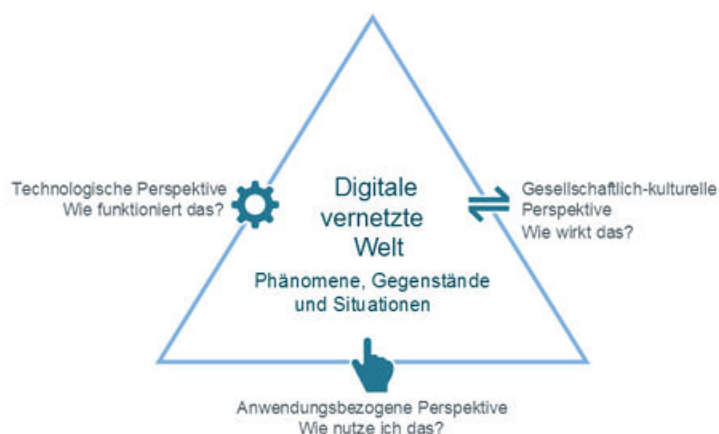 Technologische Perspektive
Wie funktioniert das?
Digitale
vernetzte
Welt
Phänomene, Gegenstände
und Situationen
Gesellschaftlich-kulturelle
Perspektive
Wie wirkt das?
Anwendungsbezogene Perspektive
Wie nutze ich das?